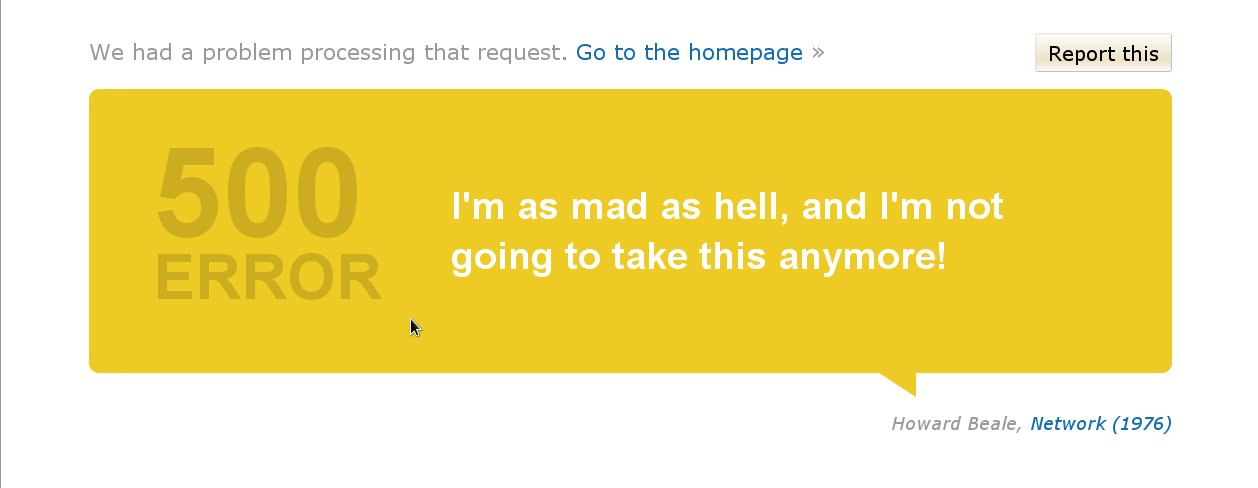 We had a problem processing that request. Go to the homepage »
Report this
500
ERROR
I'm as mad as hell, and I'm not
going to take this anymore!
Howard Beale, Network (1976)